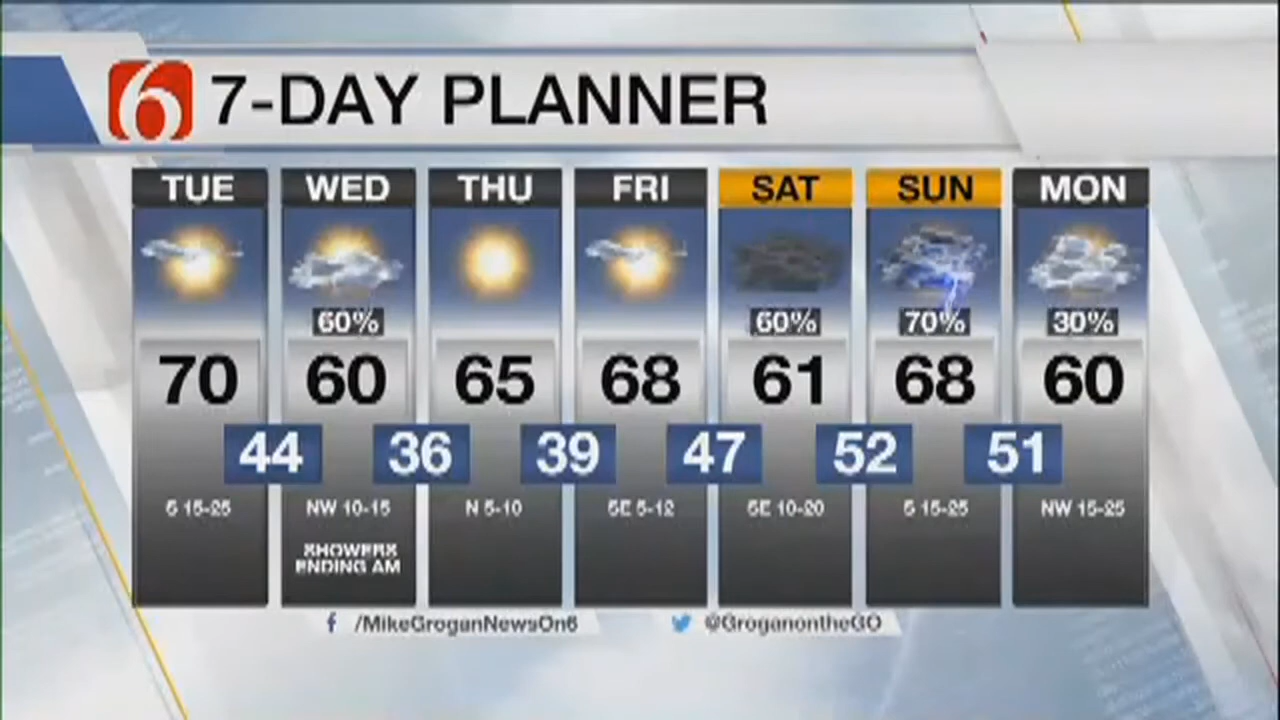 6 7-DAY PLANNER
TUE WED THU FRI SAT SUN MON
60% 60% 70% 30%
70 60 65 68 61 68 60
44 36 39 47 52 51
S 15-25 NW 10-15 N 5-10 SE 5-12 SE 10-20 S 15-25 NW 15-25
SHOWERS
ENDING AM
f /MikeGroganNewsOn6 @GroganontheGO